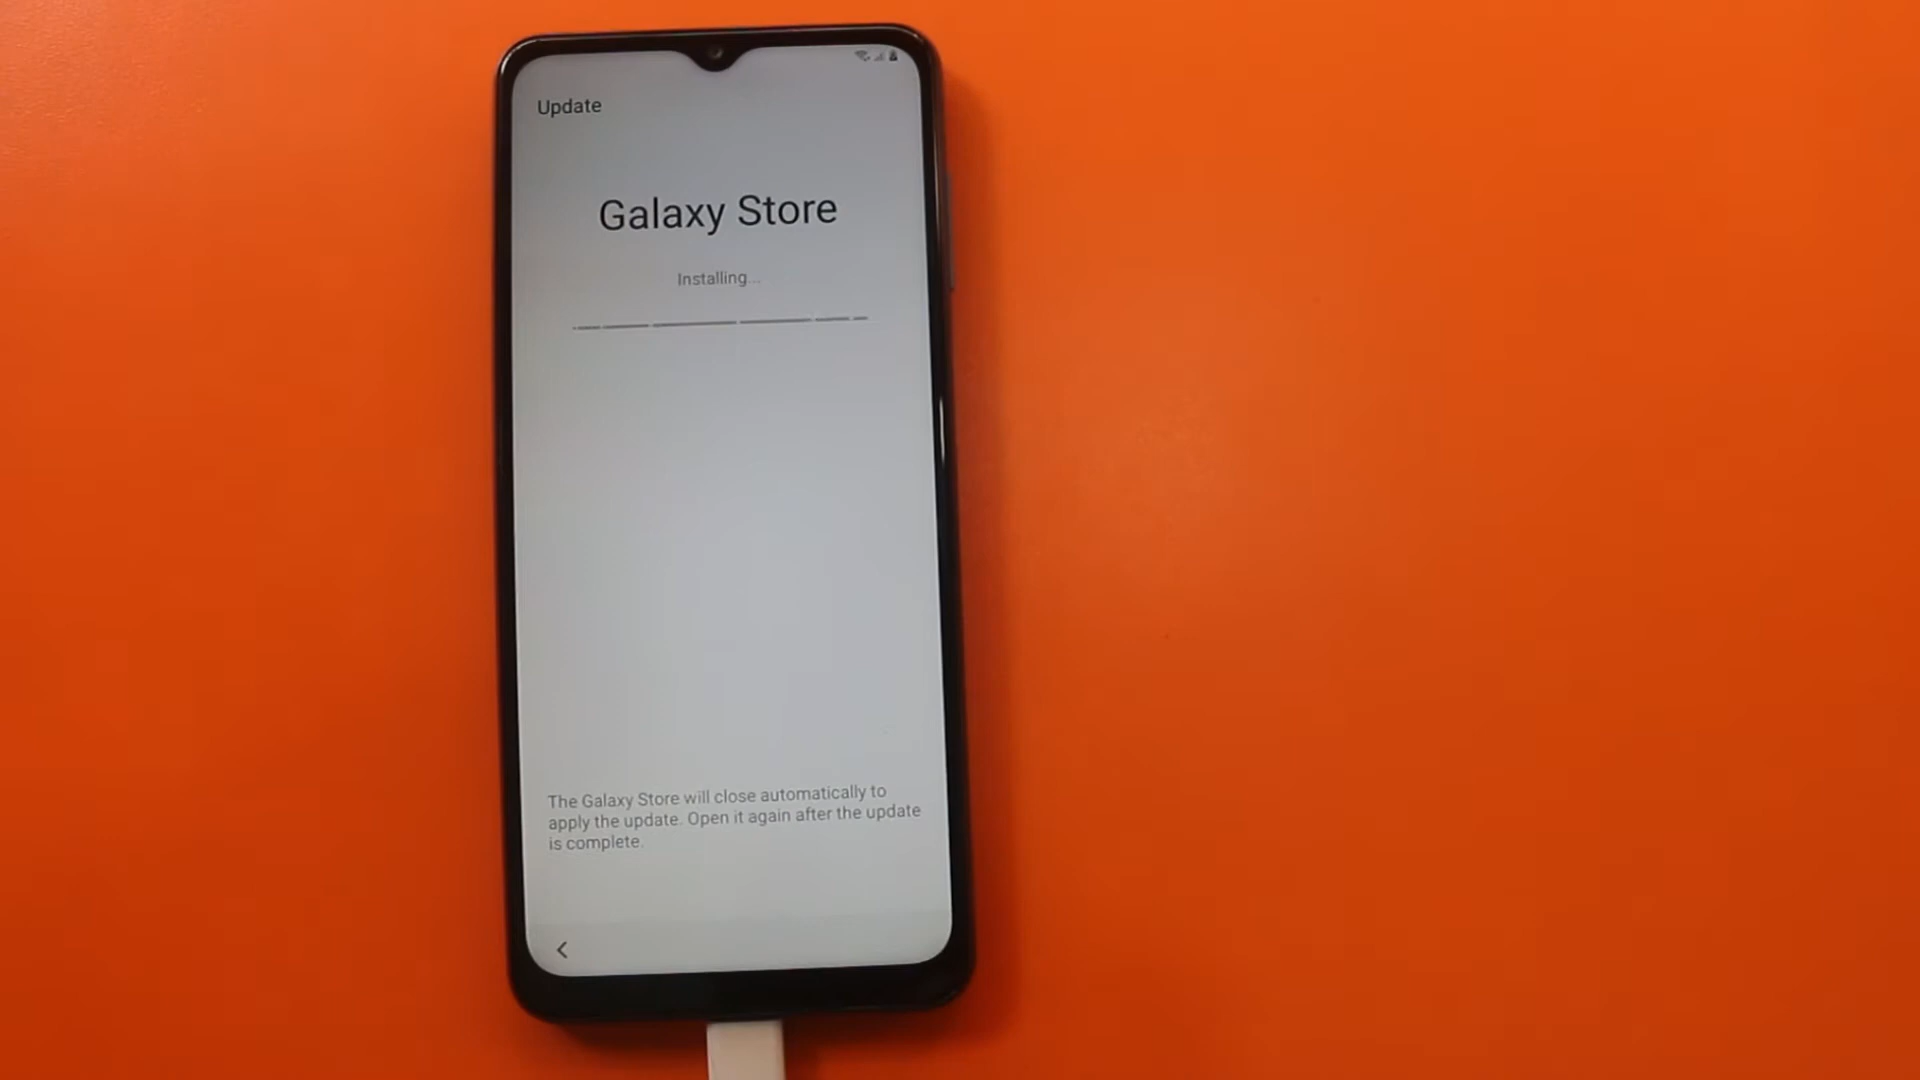 Update
Galaxy Store
Installing...
The Galaxy Store will close automatically to
apply the update. Open it again after the update
is complete.